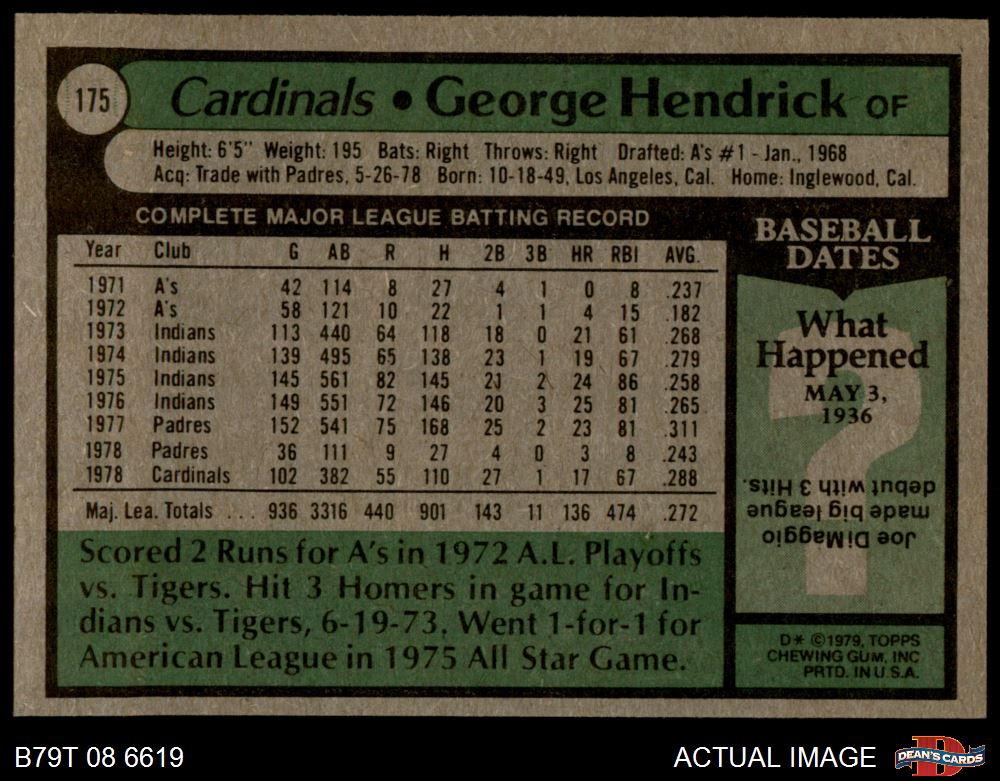 175
Cardinals • George Hendrick OF
Height: 6'5" Weight: 195 Bats: Right Throws: Right Drafted: A's #1 - Jan., 1968
Acq: Trade with Padres, 5-26-78 Born: 10-18-49, Los Angeles, Cal. Home: Inglewood, Cal.
COMPLETE MAJOR LEAGUE BATTING RECORD
Year Club G AB R H 2B 3B HR RBI AVG.
1971 A's 42 114 8 27 4 1 0 8 .237
1972 A's 58 121 10 22 1 1 4 15 .182
1973 Indians 113 440 64 118 18 0 21 61 .268
1974 Indians 139 495 65 138 23 1 19 67 .279
1975 Indians 145 561 82 145 21 2 24 86 .258
1976 Indians 149 551 72 146 20 3 25 81 .265
1977 Padres 152 541 75 168 25 2 23 81 .311
1978 Padres 36 111 9 27 4 0 3 8 .243
1978 Cardinals 102 382 55 110 27 1 17 67 .288
Maj. Lea. Totals ... 936 3316 440 901 143 11 136 474 .272
Scored 2 Runs for A's in 1972 A.L. Playoffs
vs. Tigers. Hit 3 Homers in game for In-
dians vs. Tigers, 6-19-73. Went 1-for-1 for
American League in 1975 All Star Game.
BASEBALL
DATES
What
Happened
MAY 3,
1936
?
Joe DiMaggio
made big league
debut with 3 Hits.
D* ©1979, TOPPS
CHEWING GUM, INC
PRTD. IN U.S.A.
B79T 08 6619
ACTUAL IMAGE
D
DEAN'S CARDS